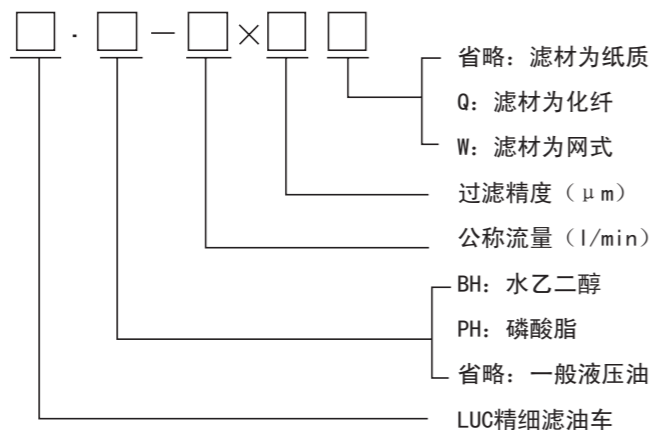 □·□-□×□□
省略：滤材为纸质
Q：滤材为化纤
W：滤材为网式
过滤精度（μm）
公称流量（l/min）
BH：水乙二醇
PH：磷酸脂
省略：一般液压油
LUC精细滤油车